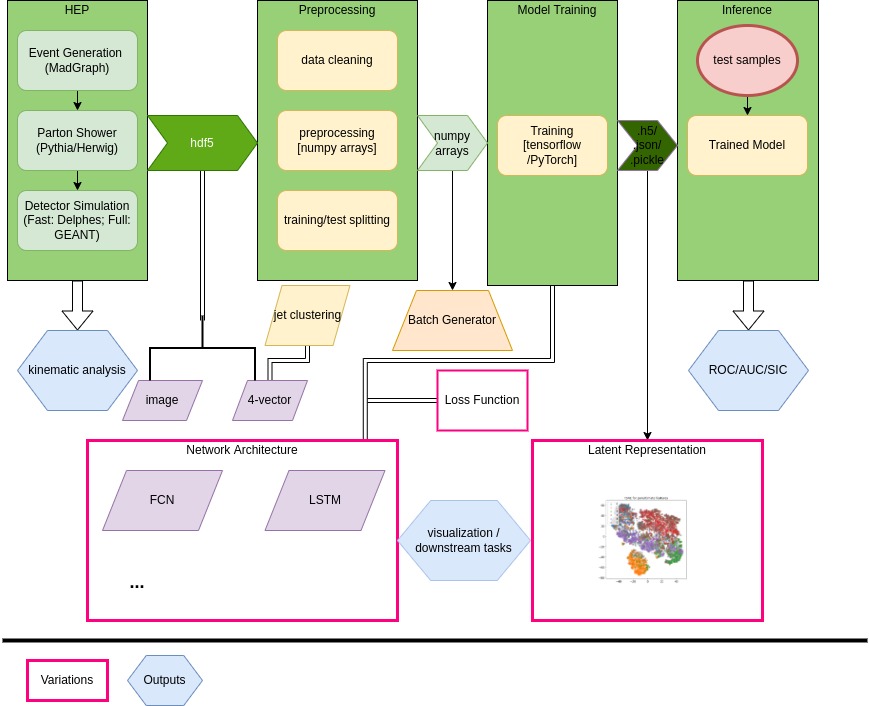 HEP
Event Generation
(MadGraph)
Parton Shower
(Pythia/Herwig)
Detector Simulation
(Fast: Delphes; Full:
GEANT)
hdf5
Preprocessing
data cleaning
preprocessing
[numpy arrays]
training/test splitting
numpy
arrays
Model Training
Training
[tensorflow
/PyTorch]
.h5/
.json/
.pickle
Inference
test samples
Trained Model
kinematic analysis
image
4-vector
jet clustering
Batch Generator
Loss Function
ROC/AUC/SIC
Network Architecture
FCN
LSTM
...
visualization /
downstream tasks
Latent Representation
Variations
Outputs